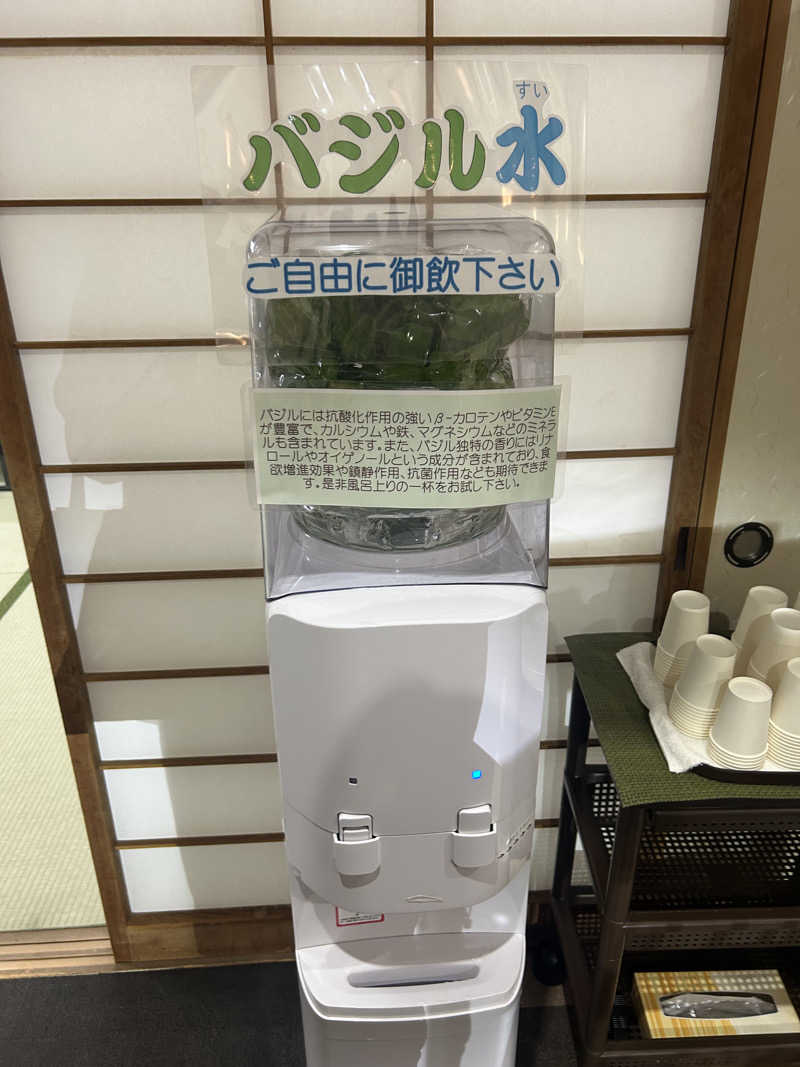 すい
バジル水
ご自由に御飲下さい
バジルには抗酸化作用の強いβ-カロテンやビタミンE
が豊富で、カルシウムや鉄、マグネシウムなどのミネラ
ルも含まれています。また、バジル独特の香りにはリナ
ロールやオイゲノールという成分が含まれており、食
欲増進効果や鎮静作用、抗菌作用なども期待できま
す。是非風呂上りの一杯をお試し下さい。